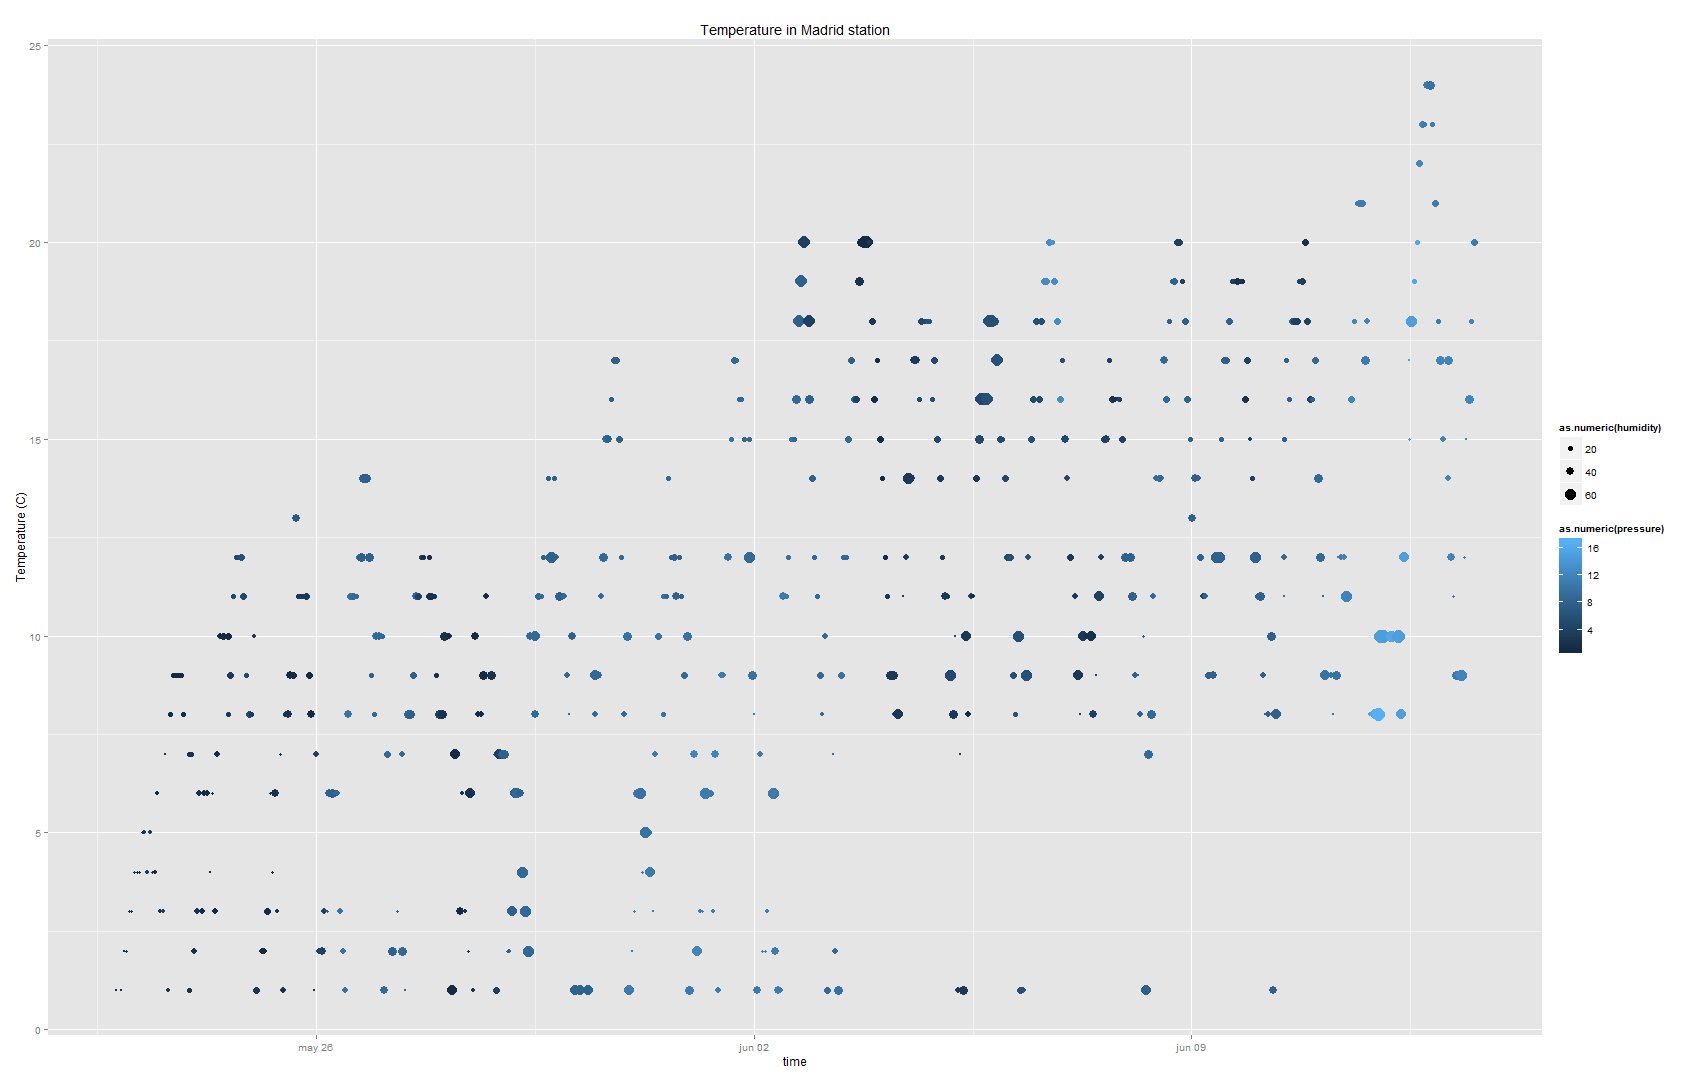 Temperature in Madrid station
Temperature (C)
25
20
15
10
5
0
may 26
jun 02
jun 09
time
as.numeric(humidity)
20
40
60
as.numeric(pressure)
16
12
8
4